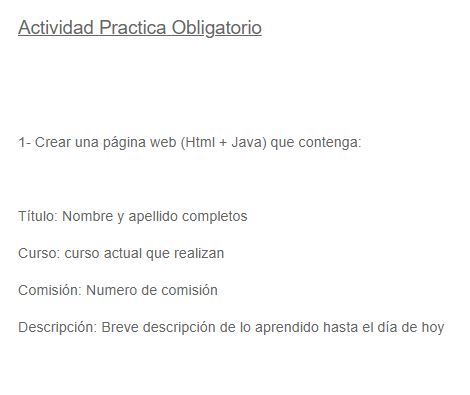 Actividad Practica Obligatorio
1- Crear una página web (Html + Java) que contenga:
Título: Nombre y apellido completos
Curso: curso actual que realizan
Comisión: Numero de comisión
Descripción: Breve descripción de lo aprendido hasta el día de hoy